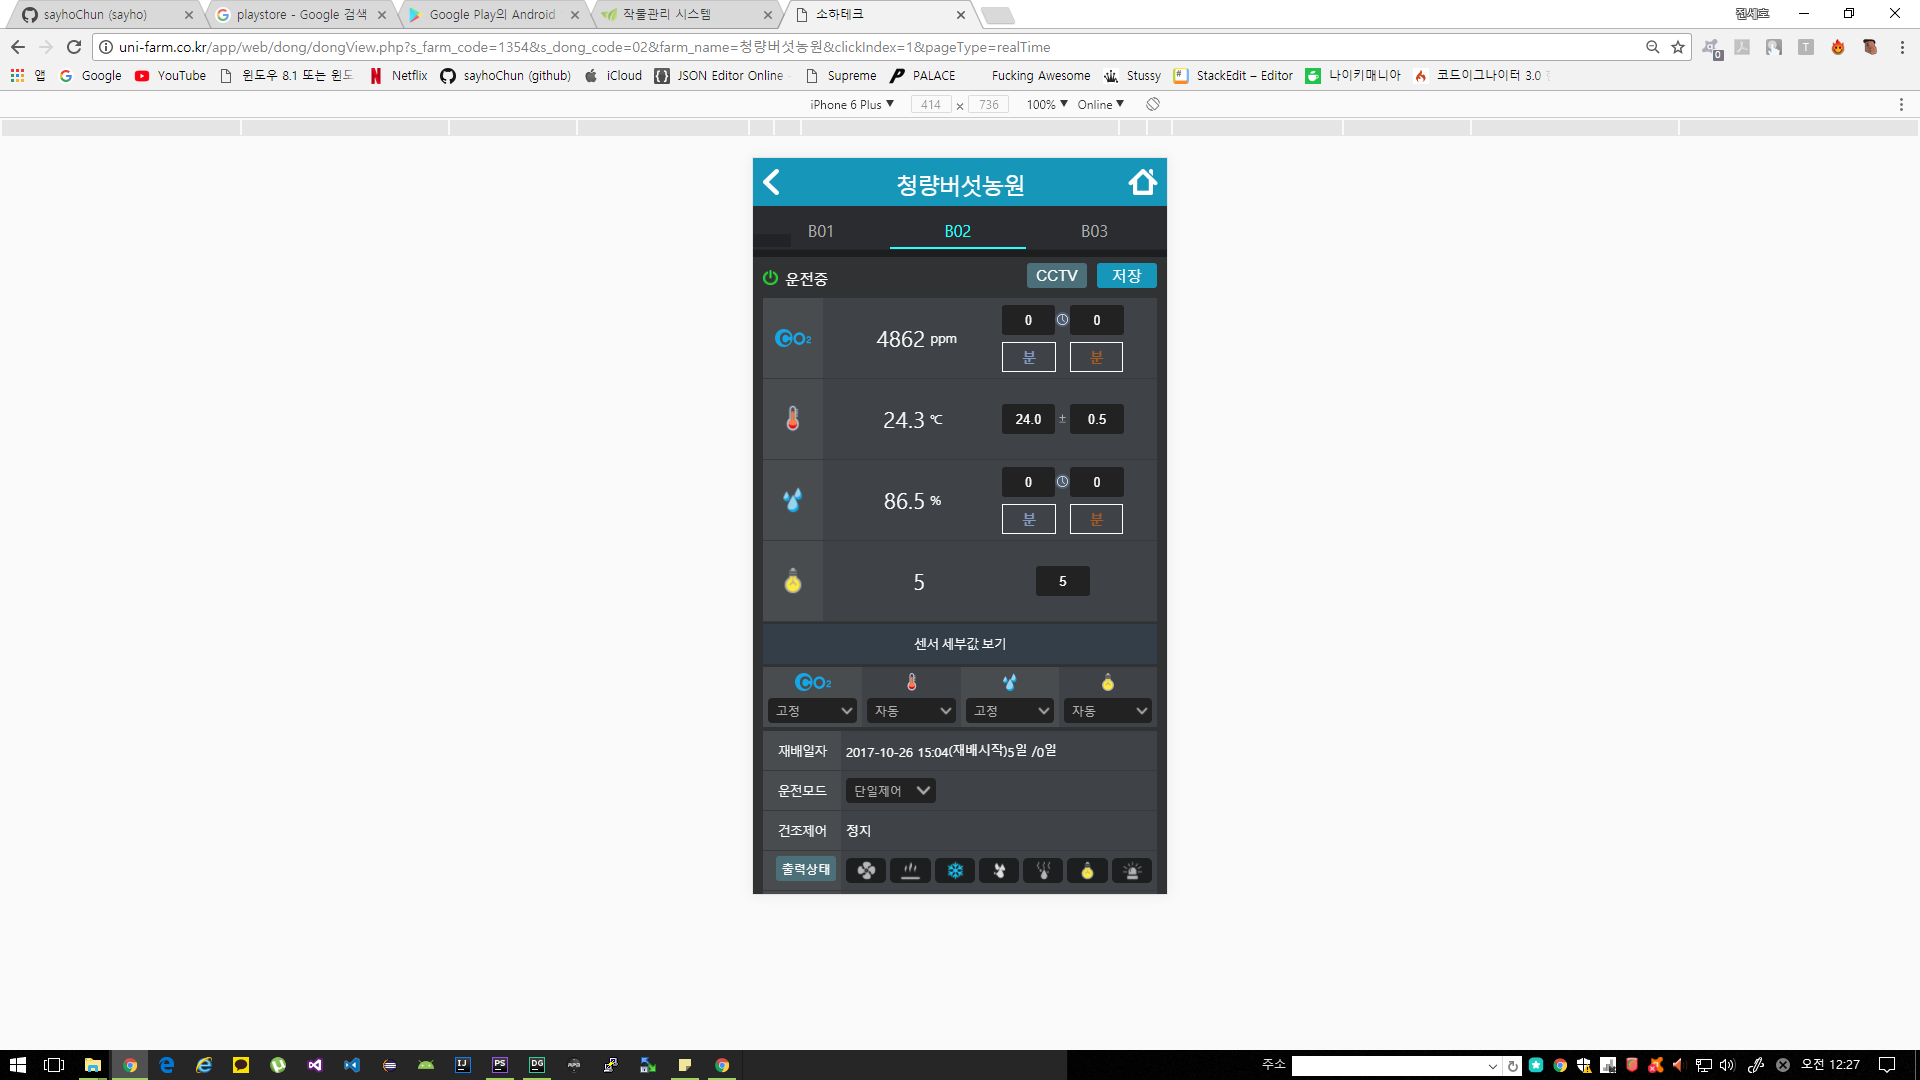 sayhoChun (sayho)
playstore - Google 검색
Google Play의 Android
작물관리 시스템
소하테크
전세호
uni-farm.co.kr/app/web/dong/dongView.php?s_farm_code=1354&s_dong_code=02&farm_name=청량버섯농원&clickIndex=1&pageType=realTime
0
앱
Google
YouTube
윈도우 8.1 또는 윈도
Netflix
sayhoChun (github)
iCloud
JSON Editor Online
Supreme
PALACE
Fucking Awesome
Stussy
StackEdit – Editor
나이키매니아
코드이그나이터 3.0
iPhone 6 Plus ▼ 414 × 736 100% ▼ Online ▼
청량버섯농원
B01 B02 B03
운전중 CCTV 저장
CO2 4862 ppm 0 0
분 분
24.3 ℃ 24.0 ± 0.5
86.5 % 0 0
분 분
5 5
센서 세부값 보기
CO2
고정 자동 고정 자동
재배일자 2017-10-26 15:04(재배시작)5일 /0일
운전모드 단일제어
건조제어 정지
출력상태
IJ PS DG
주소
오전 12:27